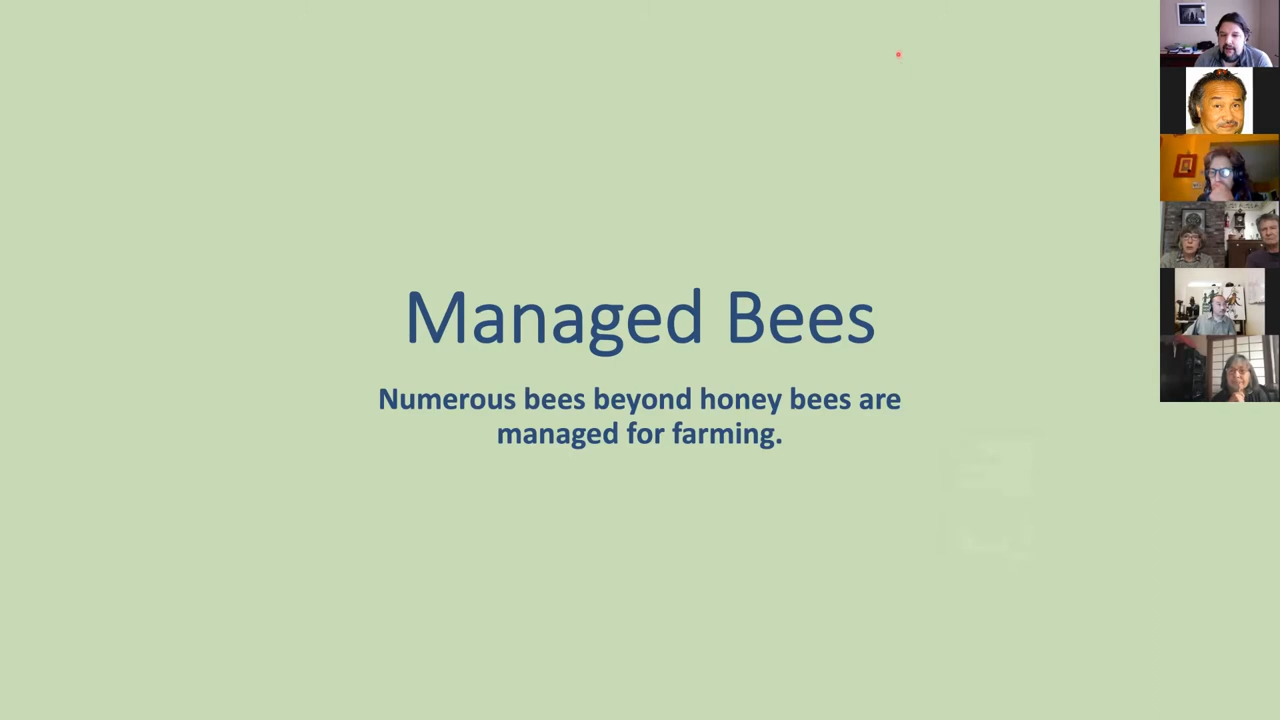 Managed Bees
Numerous bees beyond honey bees are
managed for farming.